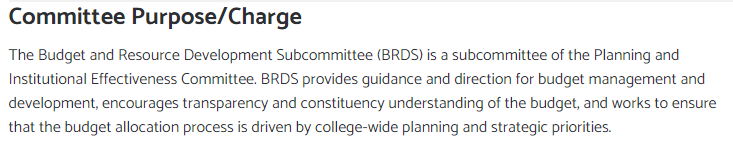 Committee Purpose/Charge
The Budget and Resource Development Subcommittee (BRDS) is a subcommittee of the Planning and
Institutional Effectiveness Committee. BRDS provides guidance and direction for budget management and
development, encourages transparency and constituency understanding of the budget, and works to ensure
that the budget allocation process is driven by college-wide planning and strategic priorities.